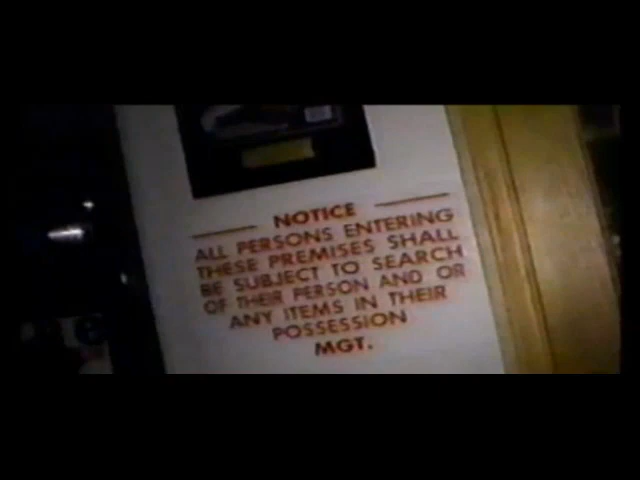 NOTICE
ALL PERSONS ENTERING
THESE PREMISES SHALL
BE SUBJECT TO SEARCH
OF THEIR PERSON AND OR
ANY ITEMS IN THEIR
POSSESSION
MGT.